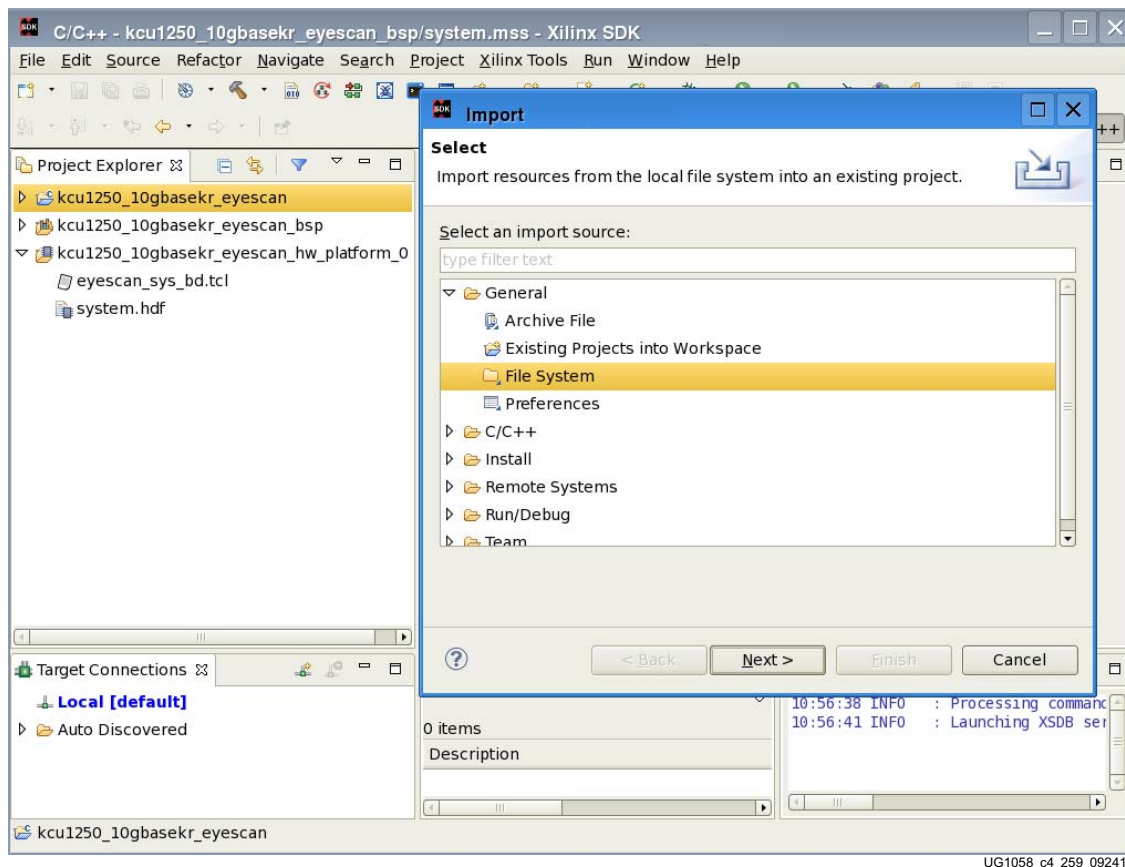 SDK C/C++ - kcu1250_10gbasekr_eyescan_bsp/system.mss - Xilinx SDK
File Edit Source Refactor Navigate Search Project Xilinx Tools Run Window Help
010
SDK Import
++
Select
Import resources from the local file system into an existing project.
Project Explorer
kcu1250_10gbasekr_eyescan
kcu1250_10gbasekr_eyescan_bsp
kcu1250_10gbasekr_eyescan_hw_platform_0
eyescan_sys_bd.tcl
system.hdf
Select an import source:
type filter text
General
Archive File
Existing Projects into Workspace
File System
Preferences
C/C++
Install
Remote Systems
Run/Debug
Team
< Back Next > Finish Cancel
Target Connections
Local [default]
Auto Discovered
0 items
Description
10:56:38 INFO : Processing command
10:56:41 INFO : Launching XSDB ser
kcu1250_10gbasekr_eyescan
UG1058_c4_259_09241